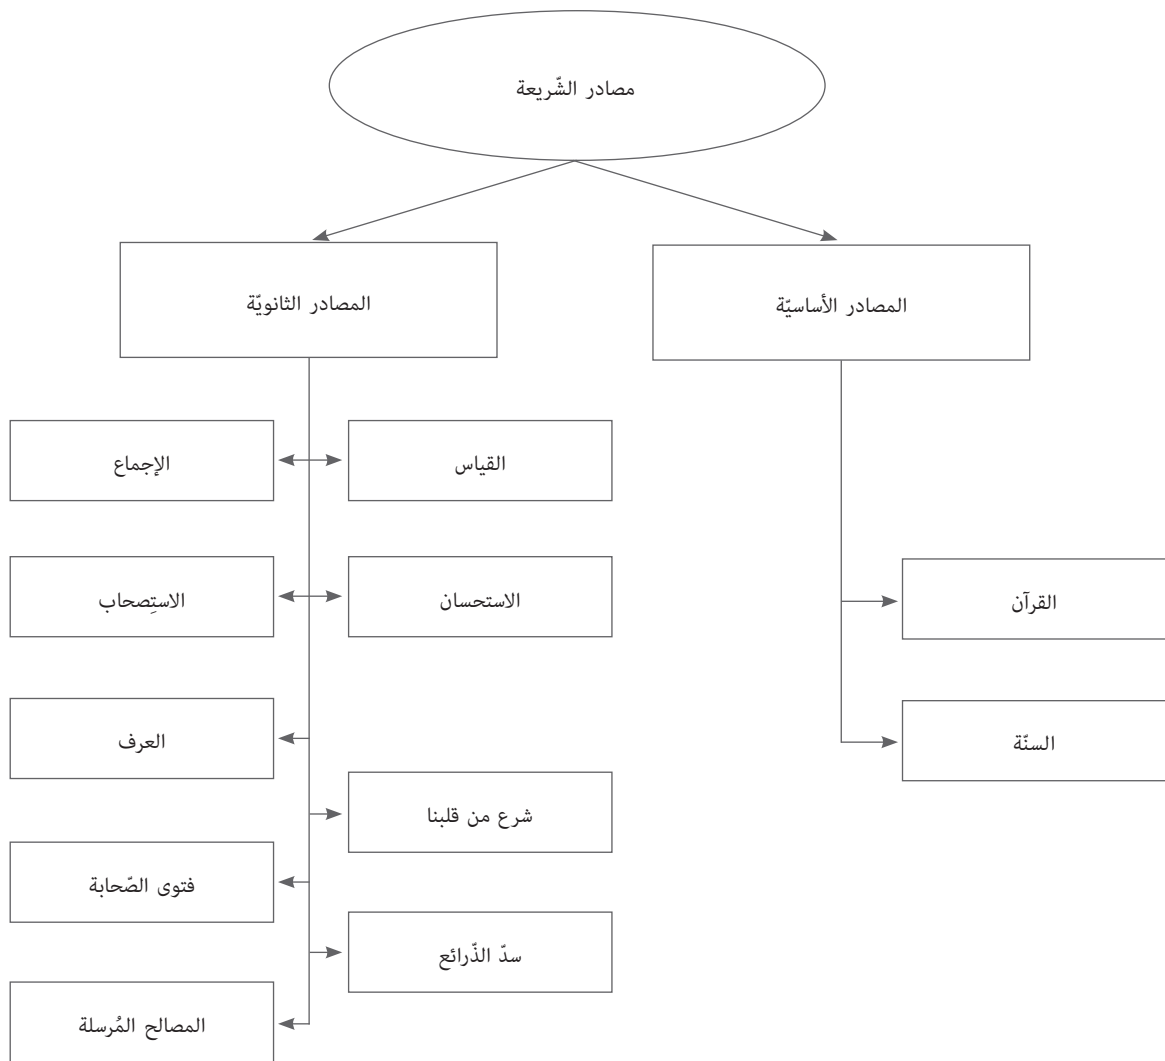 مصادر الشّريعة
المصادر الأساسيّة
المصادر الثانويّة
القياس
الإجماع
الاستحسان
الاستِصحاب
القرآن
السنّة
العرف
شرع من قلبنا
فتوى الصّحابة
سدّ الذّرائع
المصالح المُرسلة